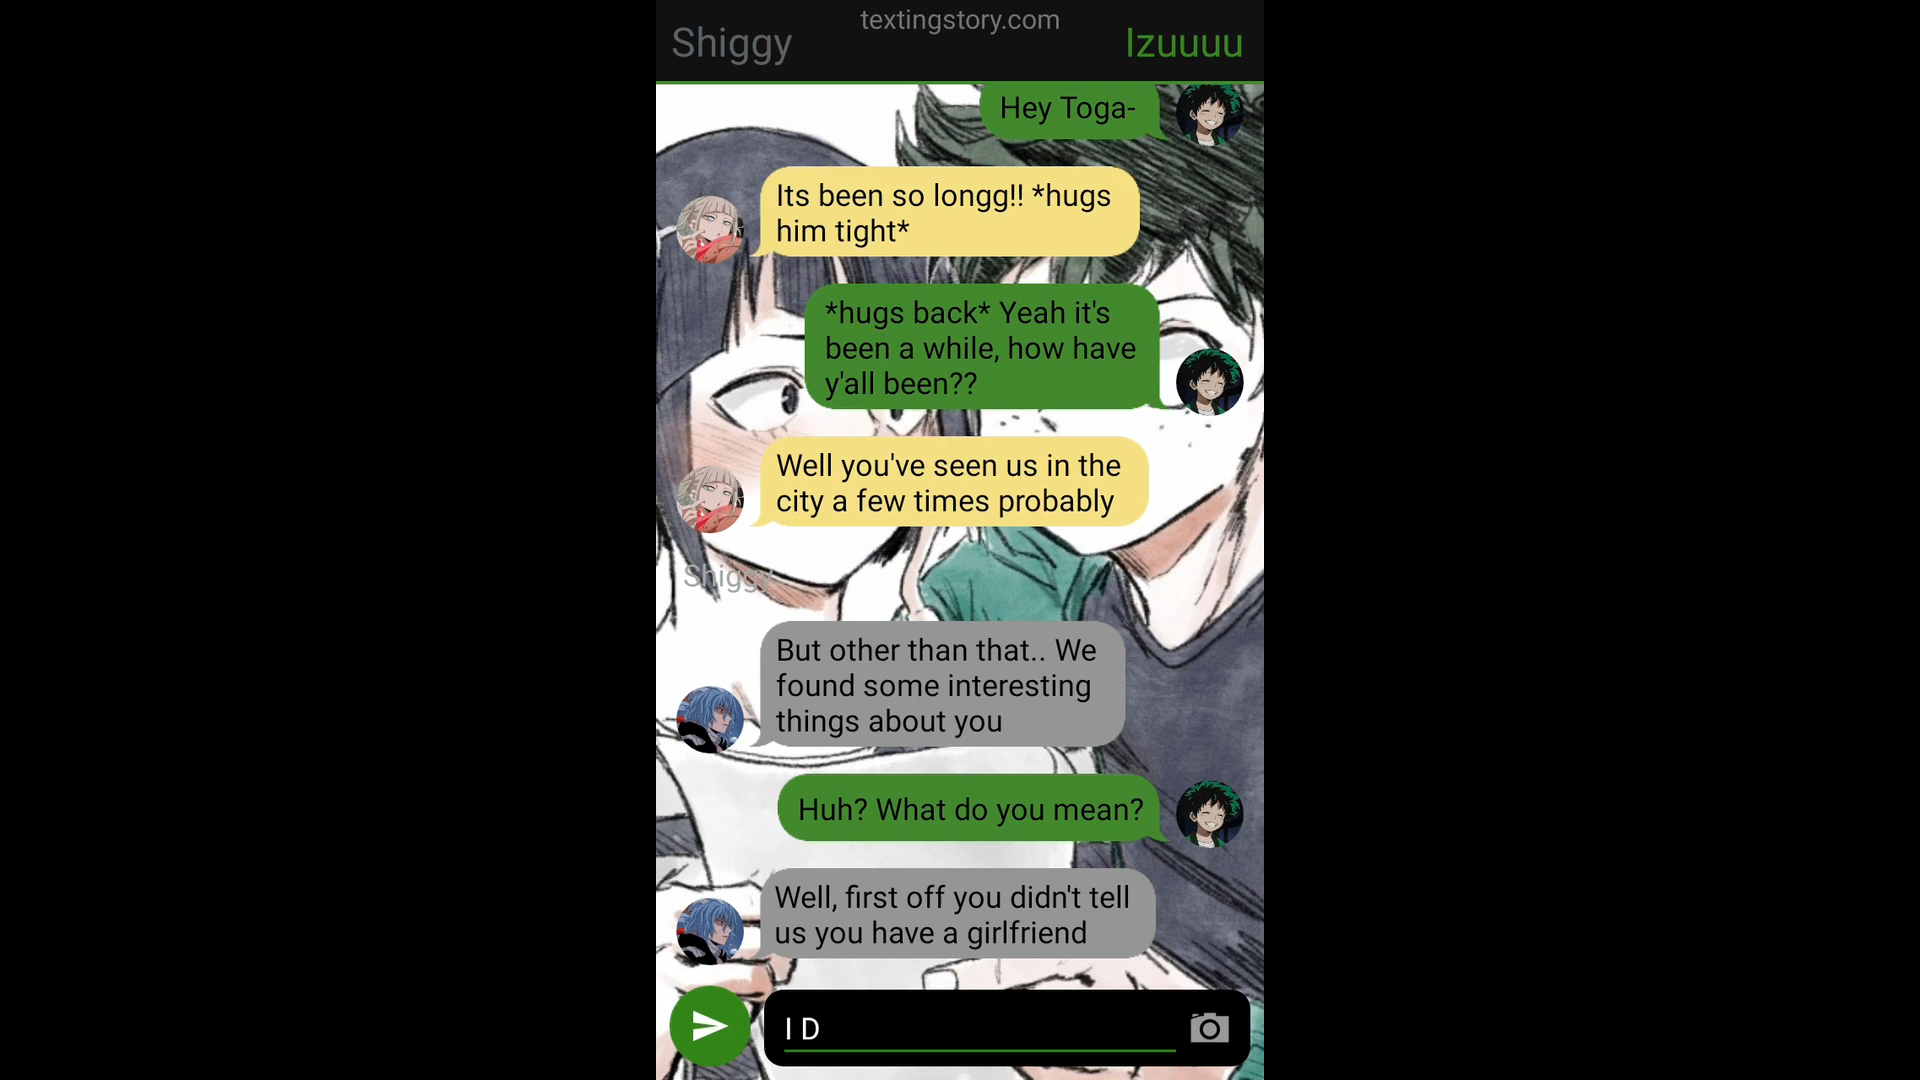 textingstory.com
Shiggy
Izuuuu
Hey Toga-
Its been so longg!! *hugs
him tight*
*hugs back* Yeah it's
been a while, how have
y'all been??
Well you've seen us in the
city a few times probably
Shiggy
But other than that.. We
found some interesting
things about you
Huh? What do you mean?
Well, first off you didn't tell
us you have a girlfriend
I D